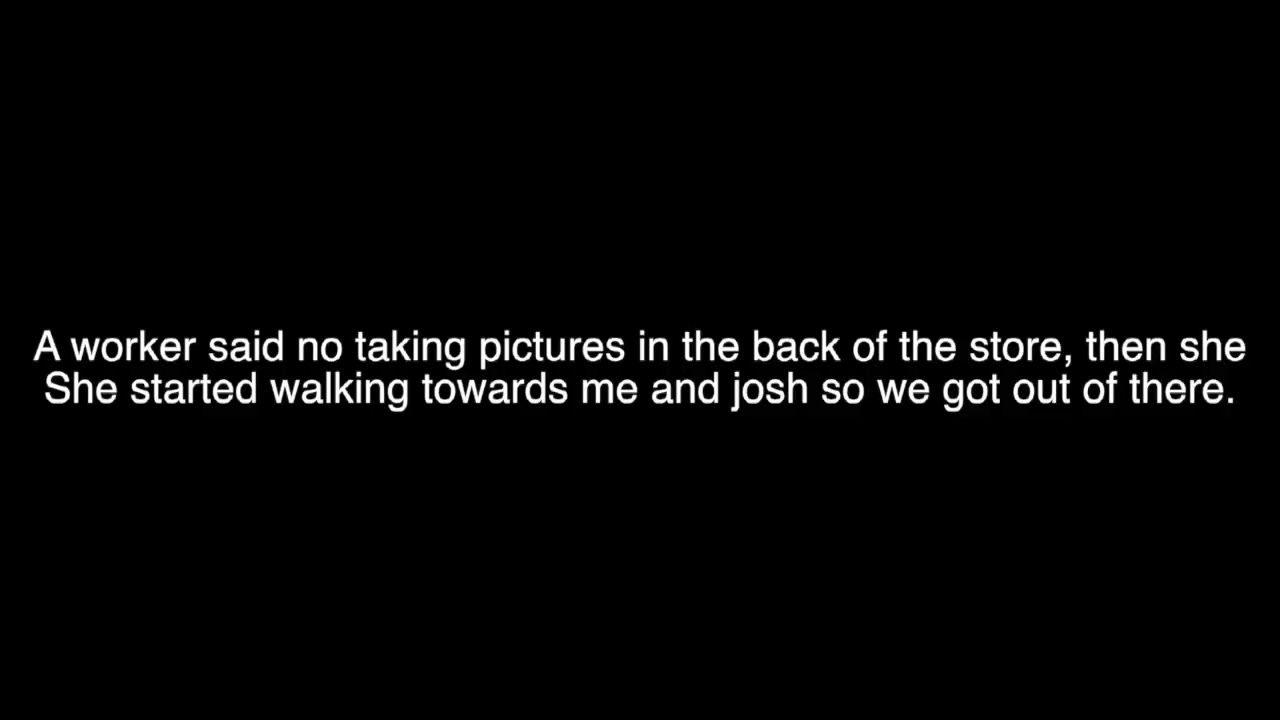 A worker said no taking pictures in the back of the store, then she
She started walking towards me and josh so we got out of there.